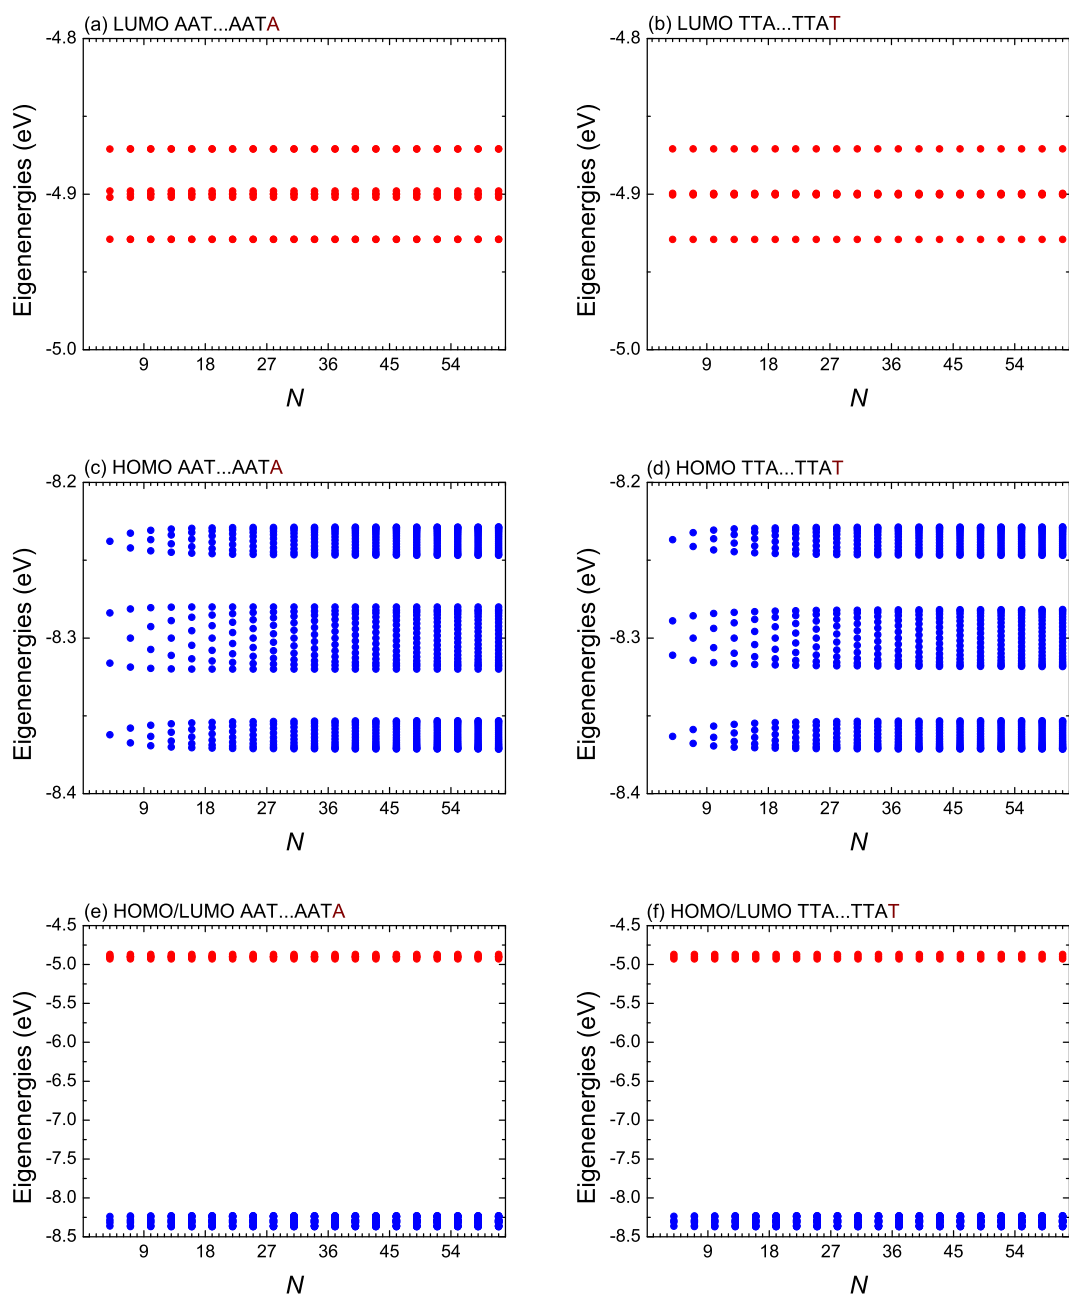 (a) LUMO AAT...AATA
(b) LUMO TTA...TTAT
-4.8
-4.9
-5.0
Eigenenergies (eV)
9 18 27 36 45 54
N
-4.8
-4.9
-5.0
Eigenenergies (eV)
9 18 27 36 45 54
N
(c) HOMO AAT...AATA
(d) HOMO TTA...TTAT
-8.2
-8.3
-8.4
Eigenenergies (eV)
9 18 27 36 45 54
N
-8.2
-8.3
-8.4
Eigenenergies (eV)
9 18 27 36 45 54
N
(e) HOMO/LUMO AAT...AATA
(f) HOMO/LUMO TTA...TTAT
-4.5
-5.0
-5.5
-6.0
-6.5
-7.0
-7.5
-8.0
-8.5
Eigenenergies (eV)
9 18 27 36 45 54
N
-4.5
-5.0
-5.5
-6.0
-6.5
-7.0
-7.5
-8.0
-8.5
Eigenenergies (eV)
9 18 27 36 45 54
N